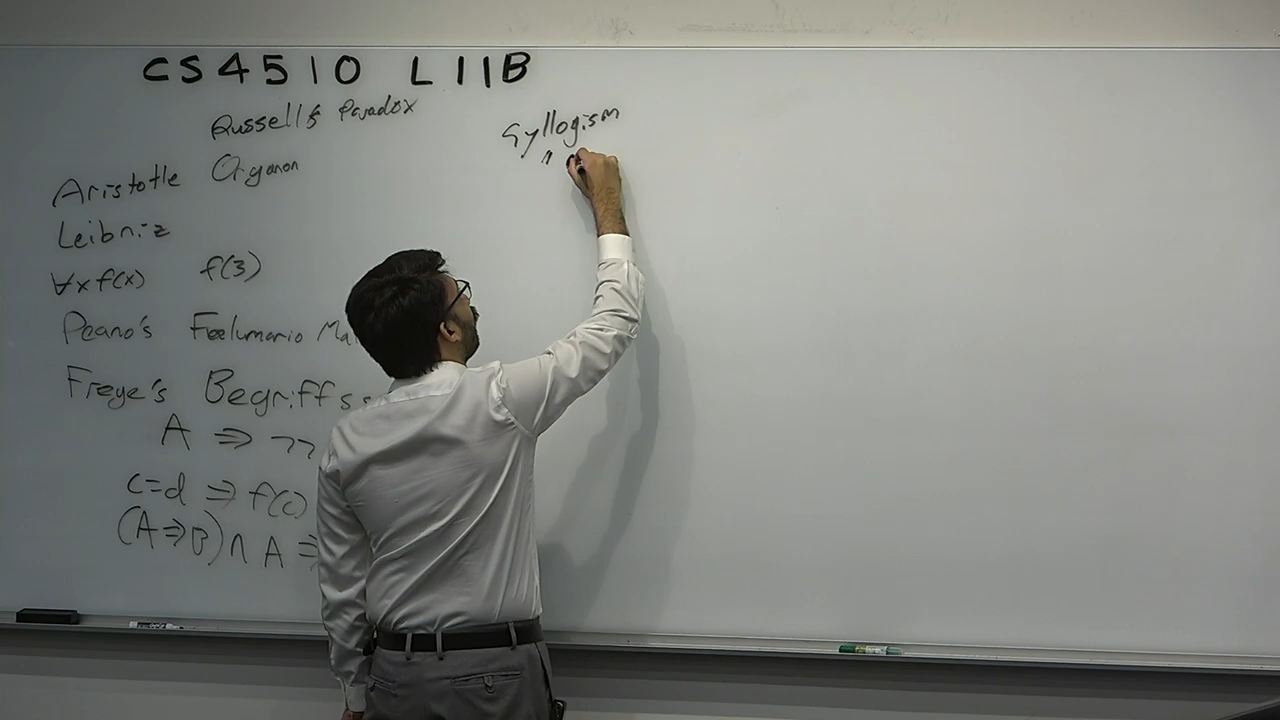 CS4510 L11B
Russell's Paradox
Aristotle Organon
Leibniz
∀x f(x) f(3)
Peano's
Frege's Begriffs
A ⇒ ¬¬
c=d ⇒ f(c)
(A⇒B)∩ A ⇒
Syllogism